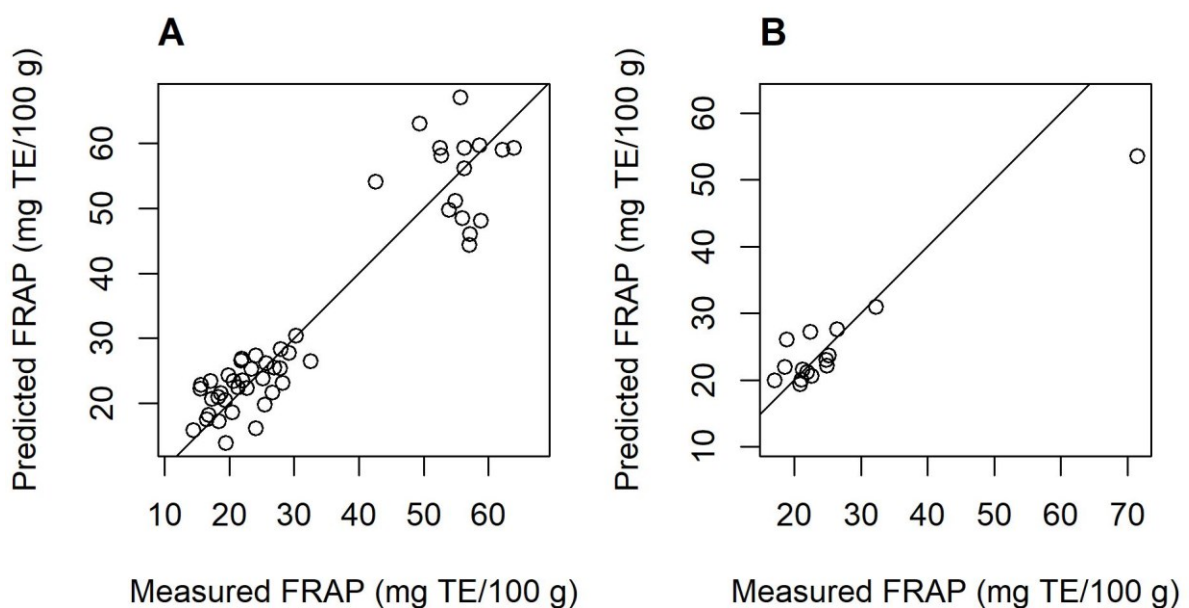 A
Predicted FRAP (mg TE/100 g)
60
50
40
30
20
10 20 30 40 50 60
Measured FRAP (mg TE/100 g)
B
Predicted FRAP (mg TE/100 g)
60
50
40
30
20
10
20 30 40 50 60 70
Measured FRAP (mg TE/100 g)